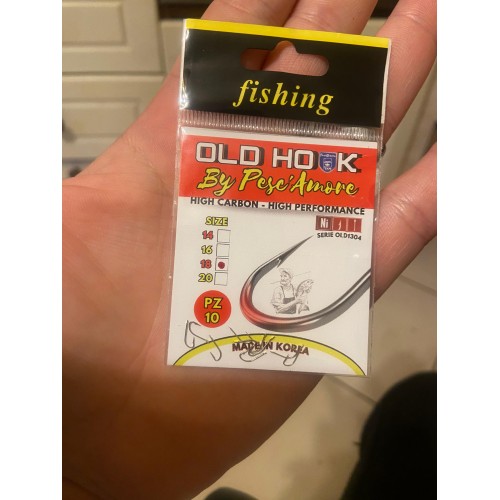 fishing
OLD HOOK
By Pesc'Amore
HIGH CARBON - HIGH PERFORMANCE
SIZE
14
16
18
20
Ni
SERIE OLD1304
PZ
10
MADE IN KOREA